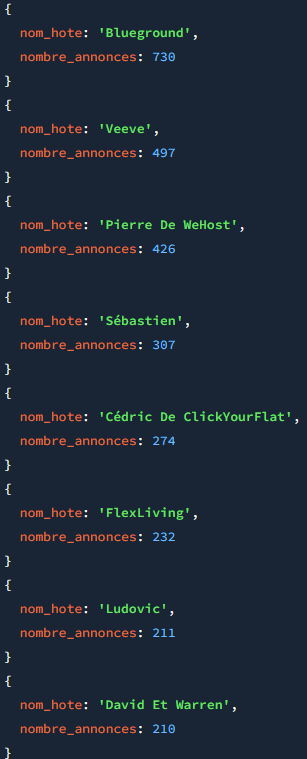 {
nom_hote: 'Blueground',
nombre_annonces: 730
}
{
nom_hote: 'Veeve',
nombre_annonces: 497
}
{
nom_hote: 'Pierre De WeHost',
nombre_annonces: 426
}
{
nom_hote: 'Sébastien',
nombre_annonces: 307
}
{
nom_hote: 'Cédric De ClickYourFlat',
nombre_annonces: 274
}
{
nom_hote: 'FlexLiving',
nombre_annonces: 232
}
{
nom_hote: 'Ludovic',
nombre_annonces: 211
}
{
nom_hote: 'David Et Warren',
nombre_annonces: 210
}